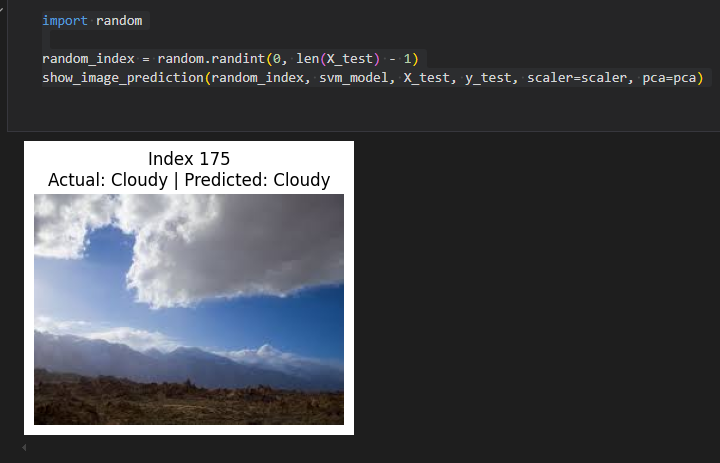 import random
random_index = random.randint(0, len(X_test) - 1)
show_image_prediction(random_index, svm_model, X_test, y_test, scaler=scaler, pca=pca)
Index 175
Actual: Cloudy | Predicted: Cloudy